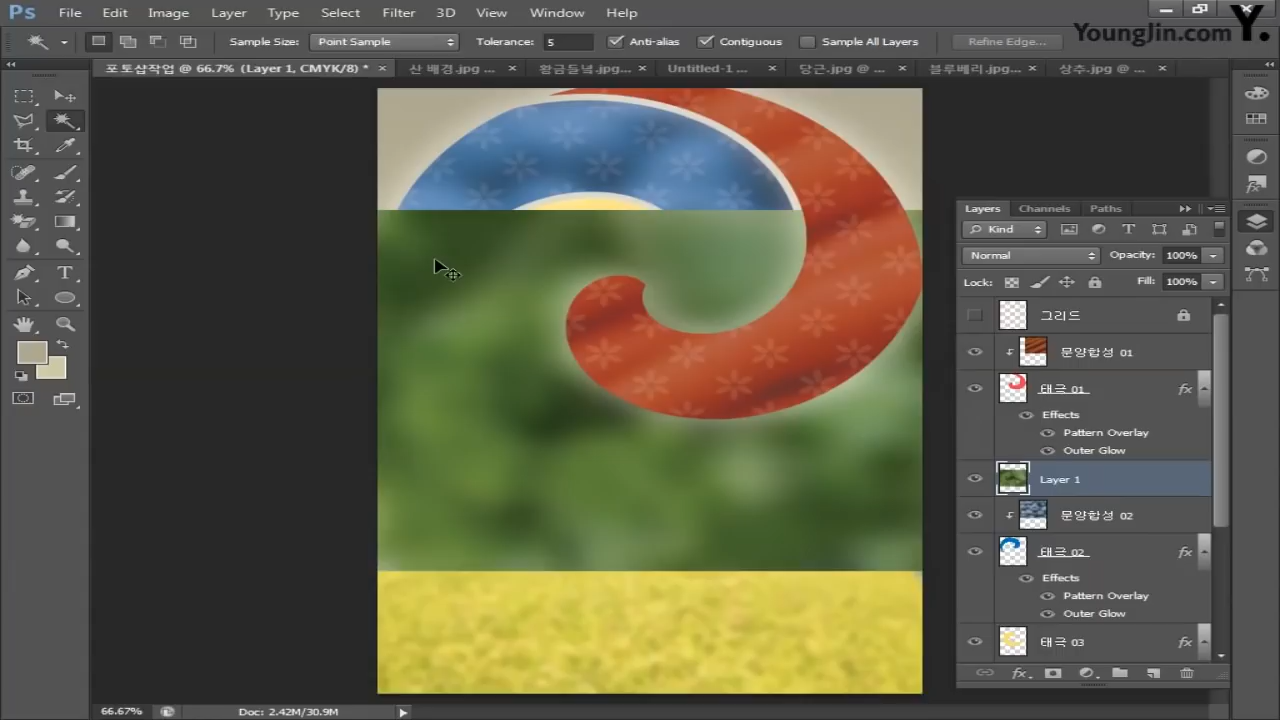 Ps File Edit Image Layer Type Select Filter 3D View Window Help
YoungJin.com Y.
Sample Size: Point Sample Tolerance: 5 Anti-alias Contiguous Sample All Layers Refine Edge...
포토샵작업 @ 66.7% (Layer 1, CMYK/8) * × 산 배경.jpg ... × 황금들녘.jpg... × Untitled-1 ... × 당근.jpg @ ... × 블루베리.jpg... × 상추.jpg @ ... ×
Layers Channels Paths
Kind
Normal Opacity: 100%
Lock: Fill: 100%
그리드
문양합성 01
태극 01 fx
Effects
Pattern Overlay
Outer Glow
Layer 1
문양합성 02
태극 02 fx
Effects
Pattern Overlay
Outer Glow
태극 03 fx
fx
66.67% Doc: 2.42M/30.9M